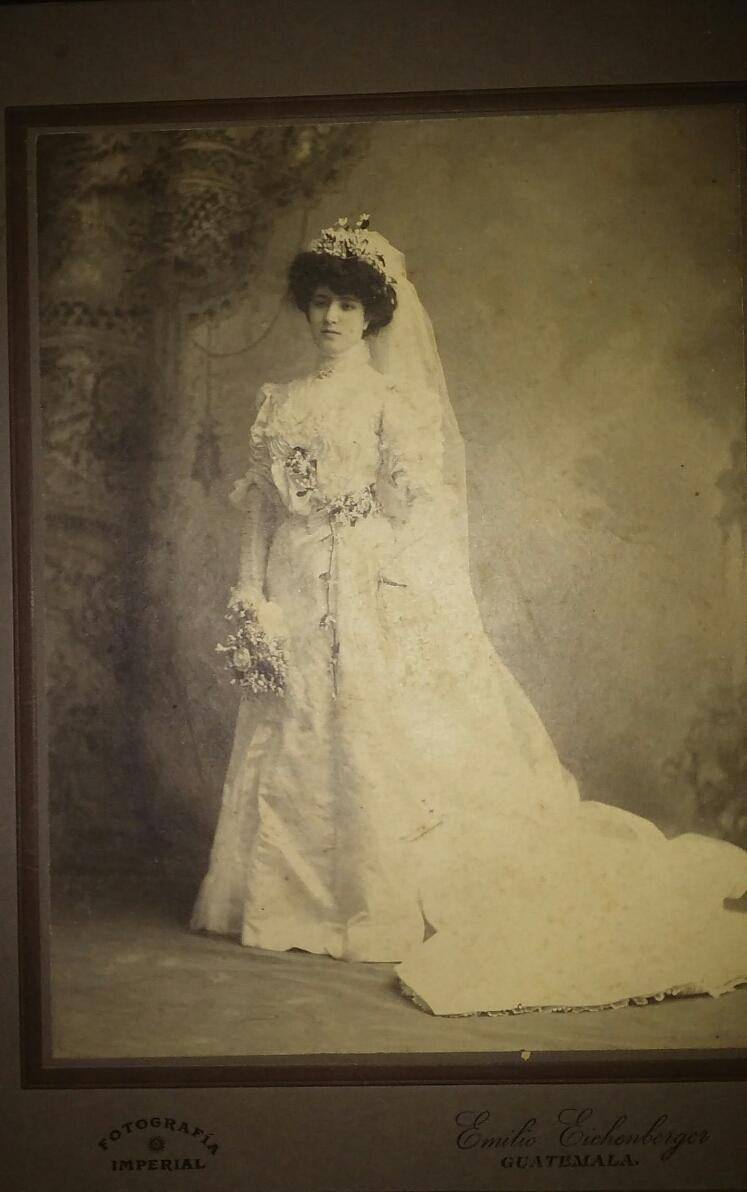 FOTOGRAFÍA
IMPERIAL
Emilio Eichenberger
GUATEMALA.